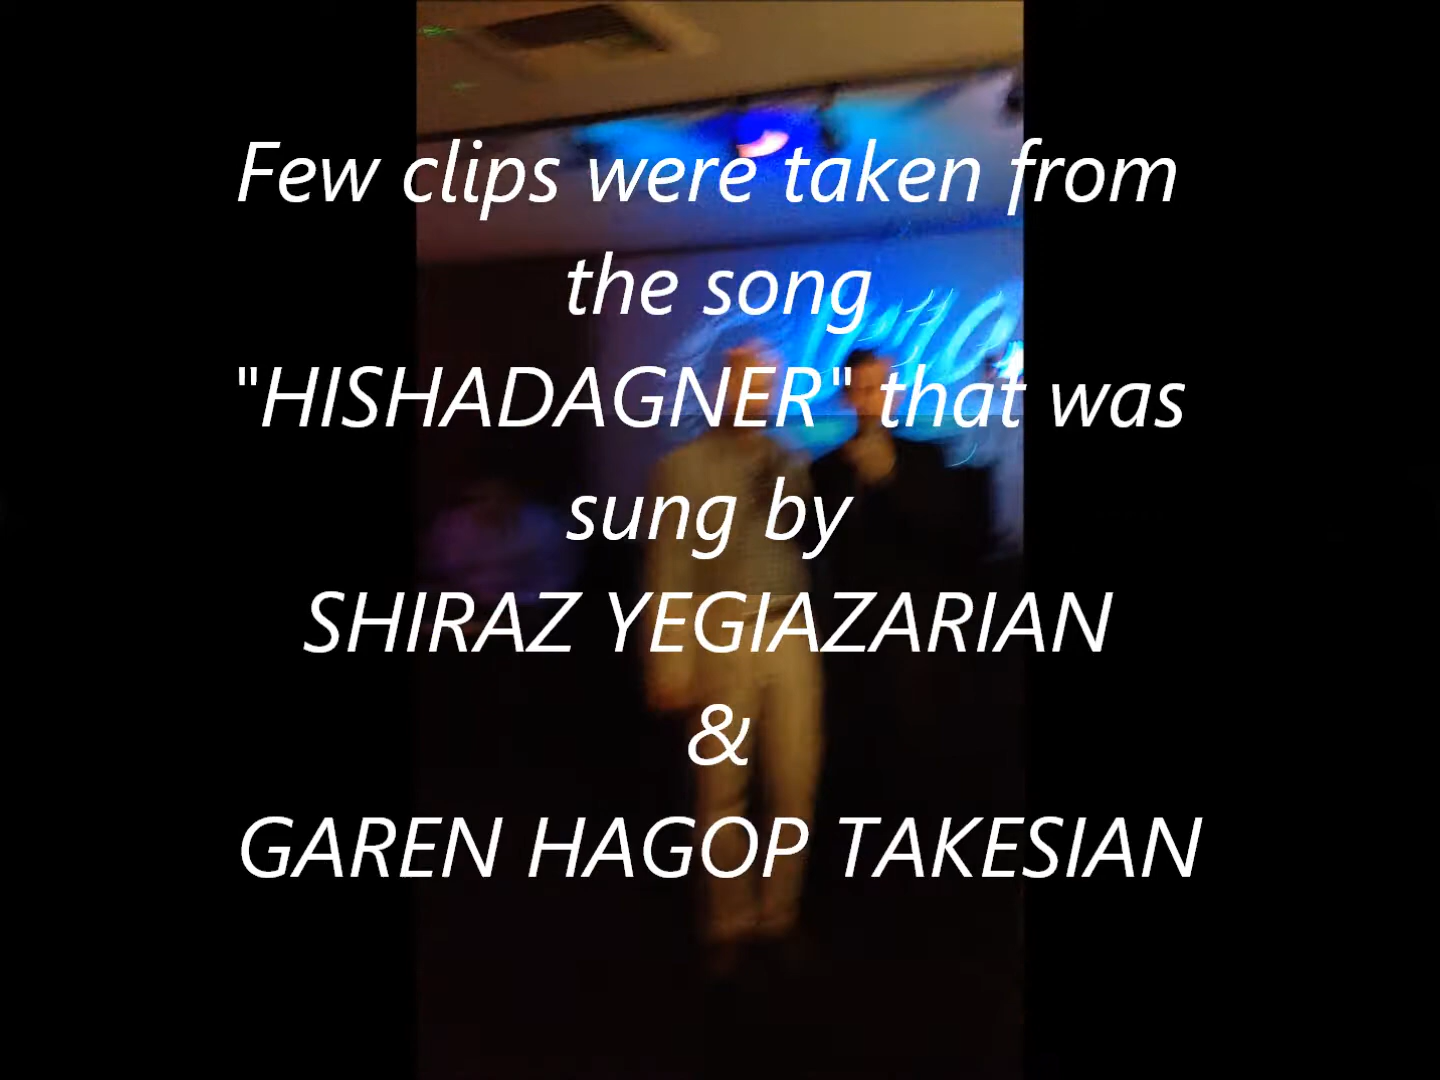 Few clips were taken from
the song
"HISHADAGNER" that was
sung by
SHIRAZ YEGIAZARIAN
&
GAREN HAGOP TAKESIAN